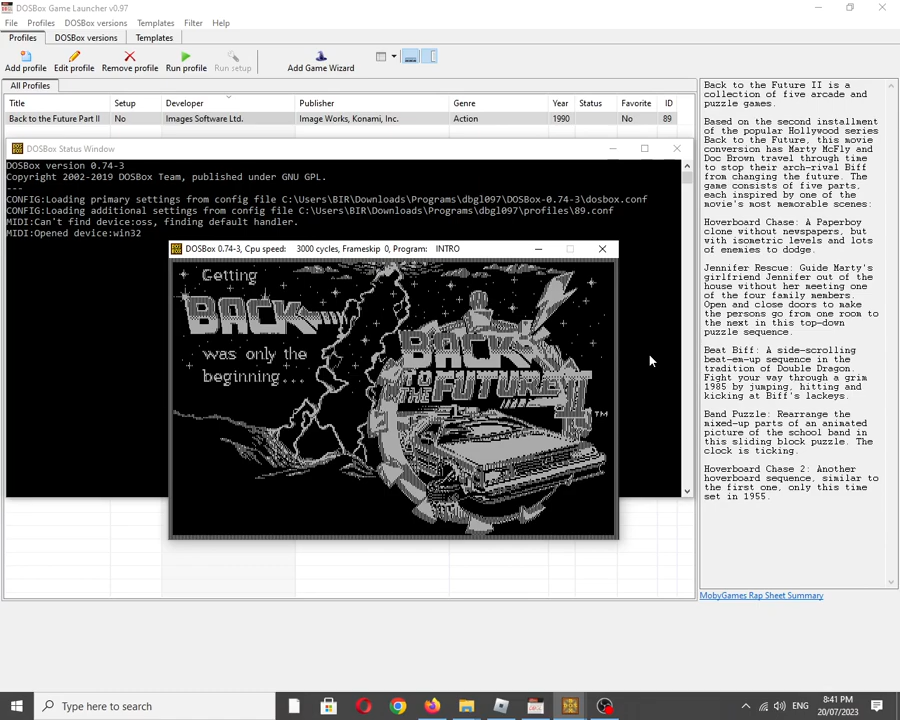 DOSBox Game Launcher v0.97
File Profiles DOSBox versions Templates Filter Help
Profiles DOSBox versions Templates
Add profile Edit profile Remove profile Run profile Run setup Add Game Wizard
All Profiles
Title Setup Developer Publisher Genre Year Status Favorite ID
Back to the Future Part II No Images Software Ltd. Image Works, Konami, Inc. Action 1990 No 89
DOSBox Status Window
DOSBox version 0.74-3
Copyright 2002-2019 DOSBox Team, published under GNU GPL.
---
CONFIG:Loading primary settings from config file C:\Users\BIR\Downloads\Programs\dbgl097\DOSBox-0.74-3\dosbox.conf
CONFIG:Loading additional settings from config file C:\Users\BIR\Downloads\Programs\dbgl097\profiles\89.conf
MIDI:Can't find device:oss, finding default handler.
MIDI:Opened device:win32
DOSBox 0.74-3, Cpu speed: 3000 cycles, Frameskip 0, Program: INTRO
Getting
BACK
was only the
beginning...
BACK
TO
THE FUTURE
II
TM
Back to the Future II is a
collection of five arcade and
puzzle games.
Based on the second installment
of the popular Hollywood series
Back to the Future, this movie
conversion has Marty McFly and
Doc Brown travel through time
to stop their arch-rival Biff
from changing the future. The
game consists of five parts,
each inspired by one of the
movie's most memorable scenes:
Hoverboard Chase: A Paperboy
clone without newspapers, but
with isometric levels and lots
of enemies to dodge.
Jennifer Rescue: Guide Marty's
girlfriend Jennifer out of the
house without her meeting one
of the four family members.
Open and close doors to make
the persons go from one room to
the next in this top-down
puzzle sequence.
Beat Biff: A side-scrolling
beat-em-up sequence in the
tradition of Double Dragon.
Fight your way through a grim
1985 by jumping, hitting and
kicking at Biff's lackeys.
Band Puzzle: Rearrange the
mixed-up parts of an animated
picture of the school band in
this sliding block puzzle. The
clock is ticking.
Hoverboard Chase 2: Another
hoverboard sequence, similar to
the first one, only this time
set in 1955.
MobyGames Rap Sheet Summary
Type here to search
8:41 PM
20/07/2023